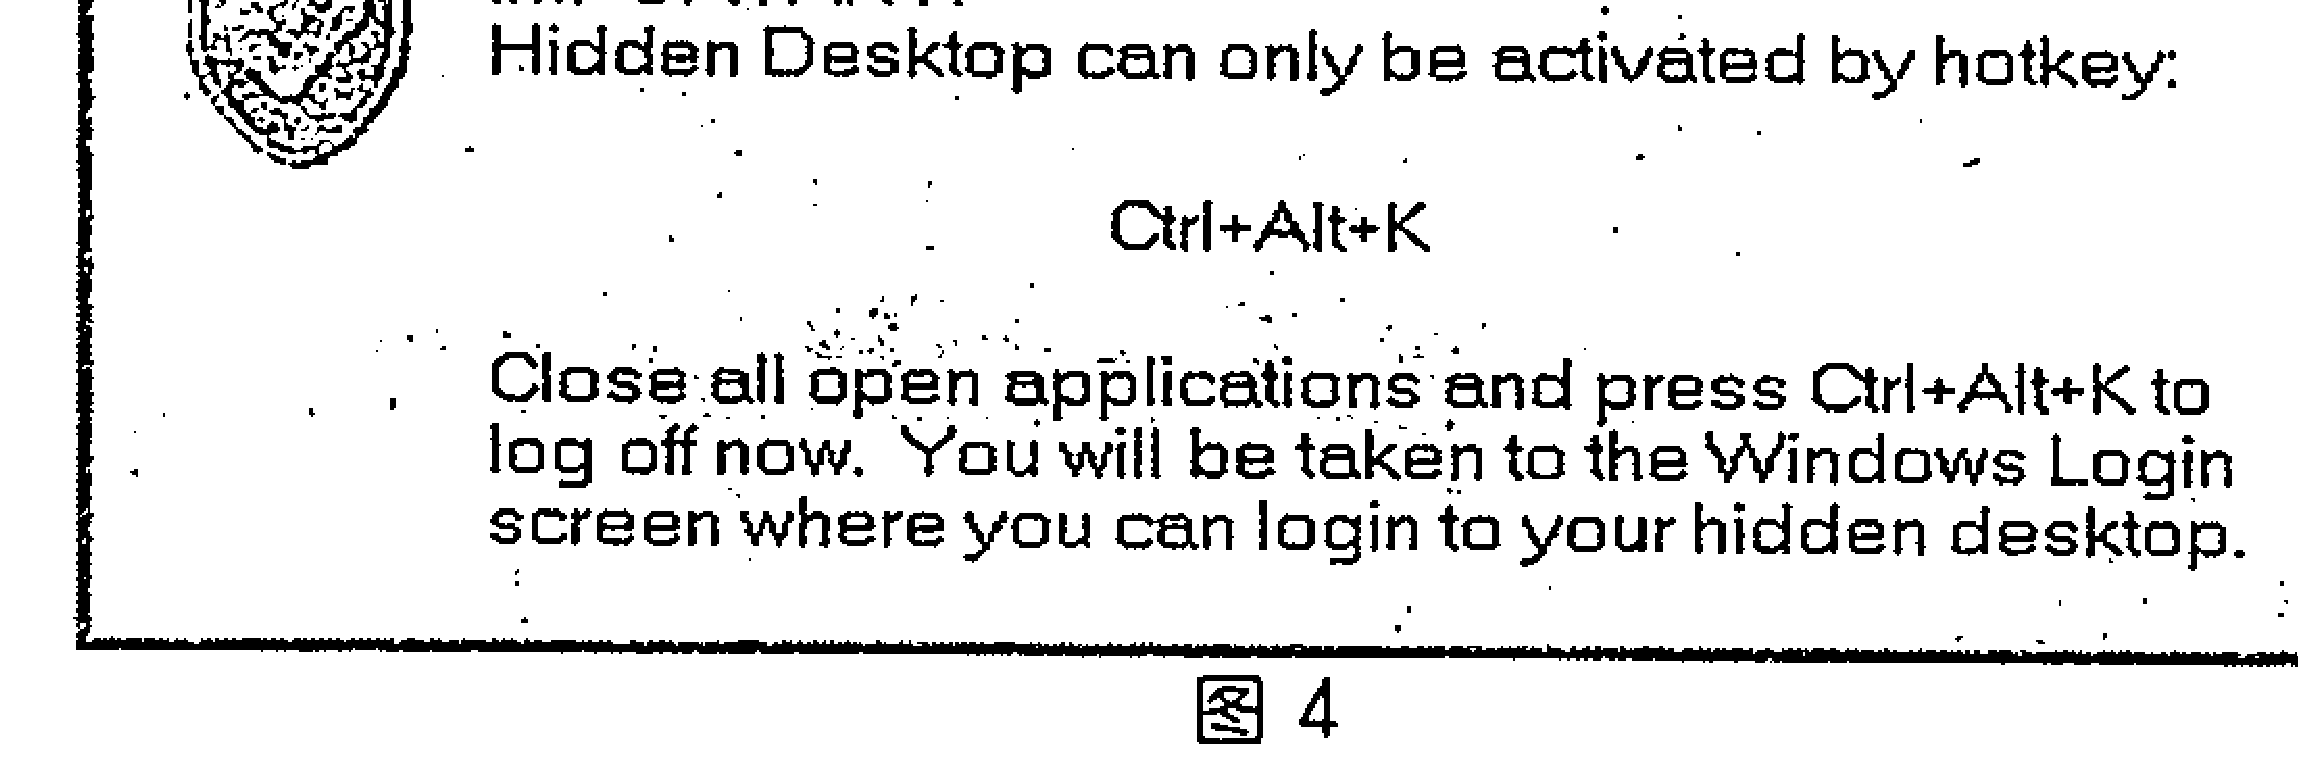 Hidden Desktop can only be activated by hotkey:
Ctrl+Alt+K
Close all open applications and press Ctrl+Alt+K to
log off now. You will be taken to the Windows Login
screen where you can login to your hidden desktop.
图 4